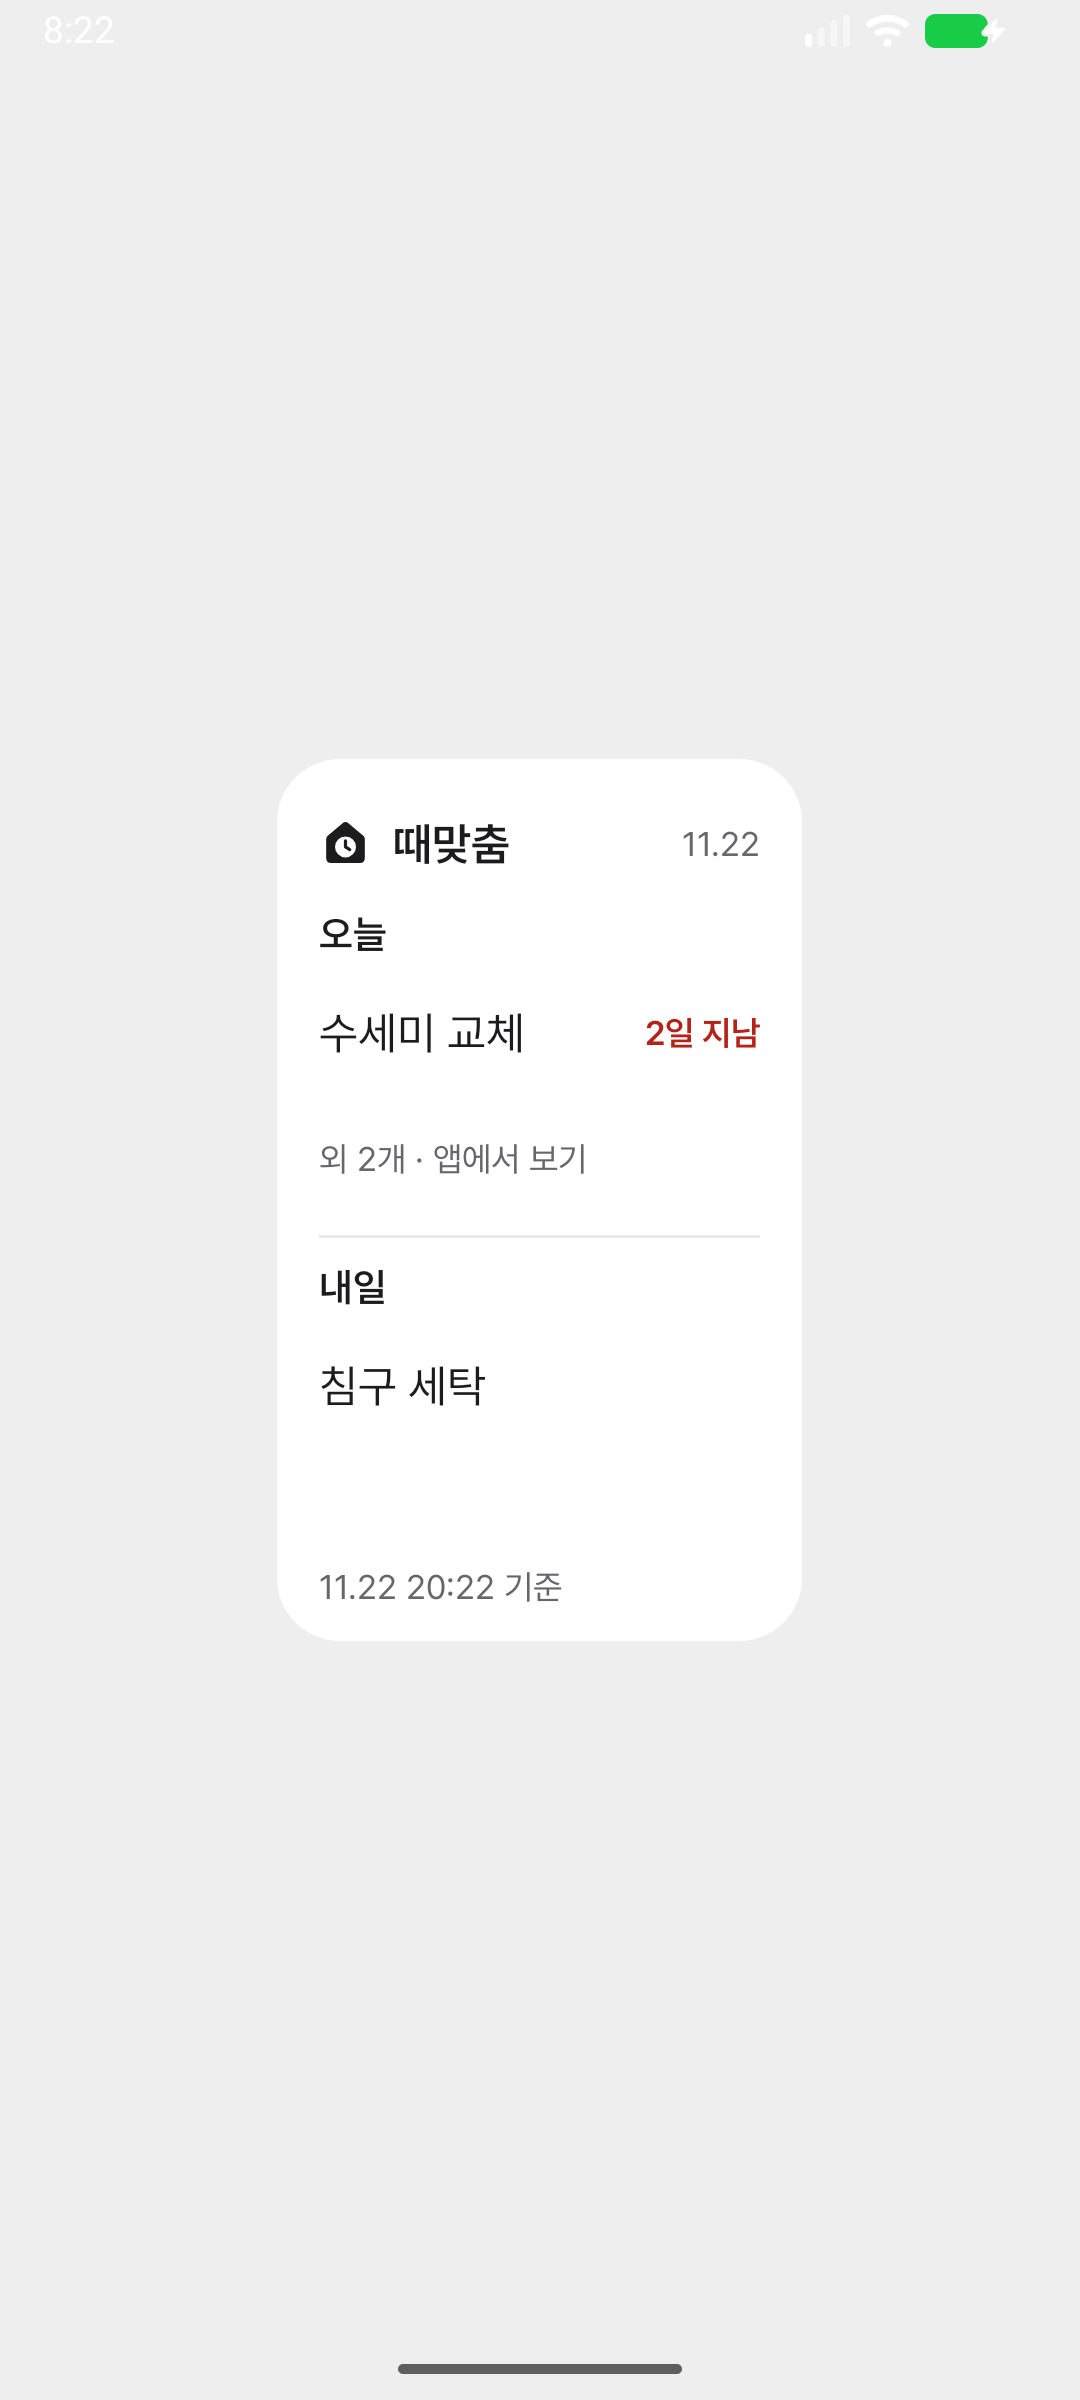 8:22
때맞춤 11.22
오늘
수세미 교체 2일 지남
외 2개 · 앱에서 보기
내일
침구 세탁
11.22 20:22 기준